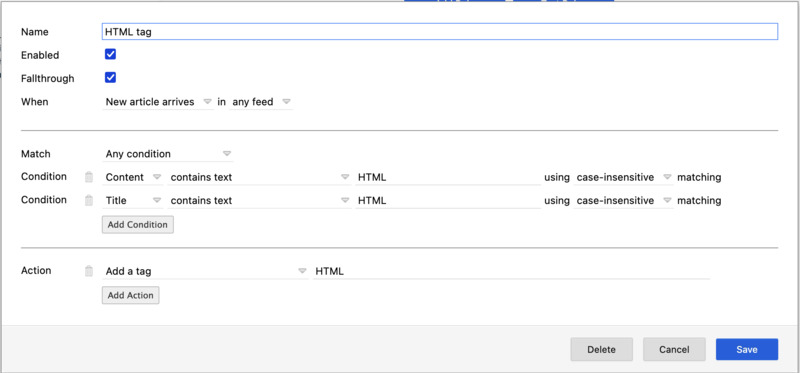 Name HTML tag
Enabled
Fallthrough
When New article arrives in any feed
Match Any condition
Condition Content contains text HTML using case-insensitive matching
Condition Title contains text HTML using case-insensitive matching
Add Condition
Action Add a tag HTML
Add Action
Delete Cancel Save